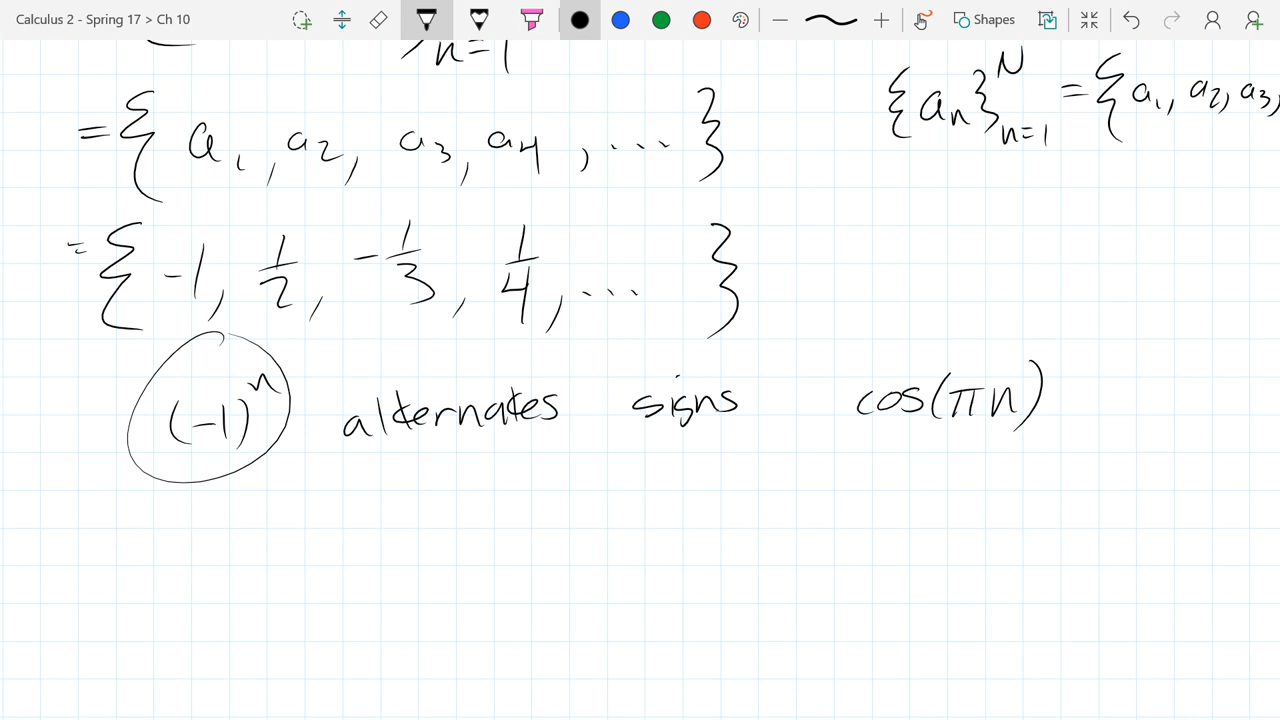 Calculus 2 - Spring 17 > Ch 10 Shapes
n=1
{a_n}_{n=1}^N = {a_1, a_2, a_3,
= { a_1, a_2, a_3, a_4, ... }
= { -1, 1/2, -1/3, 1/4, ... }
(-1)^n alternates signs cos(πn)